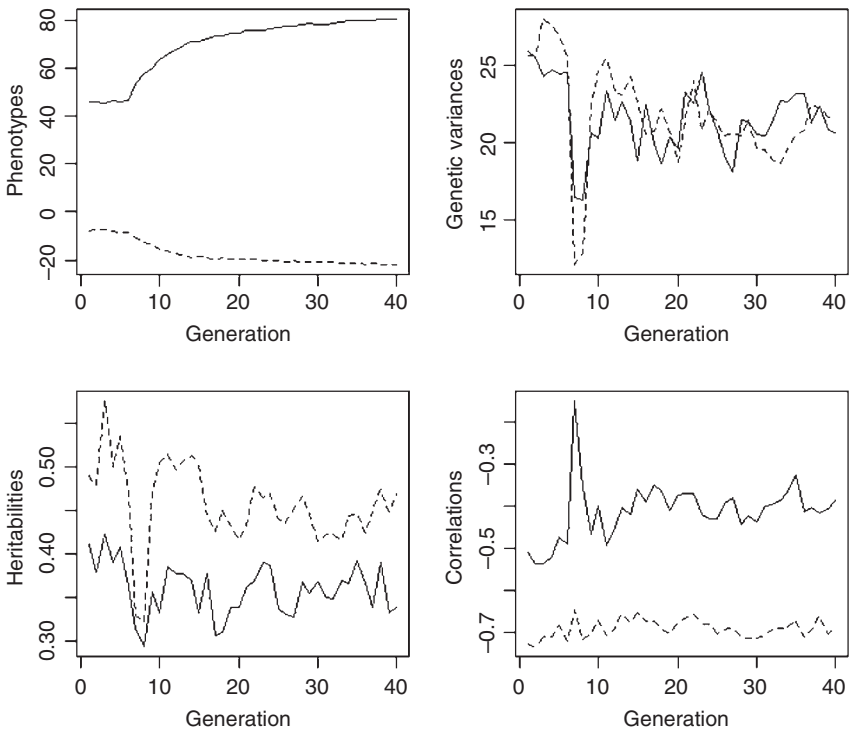 Phenotypes
80
60
40
20
0
−20
0 10 20 30 40
Generation
Genetic variances
25
20
15
0 10 20 30 40
Generation
Heritabilities
0.50
0.40
0.30
0 10 20 30 40
Generation
Correlations
−0.3
−0.5
−0.7
0 10 20 30 40
Generation